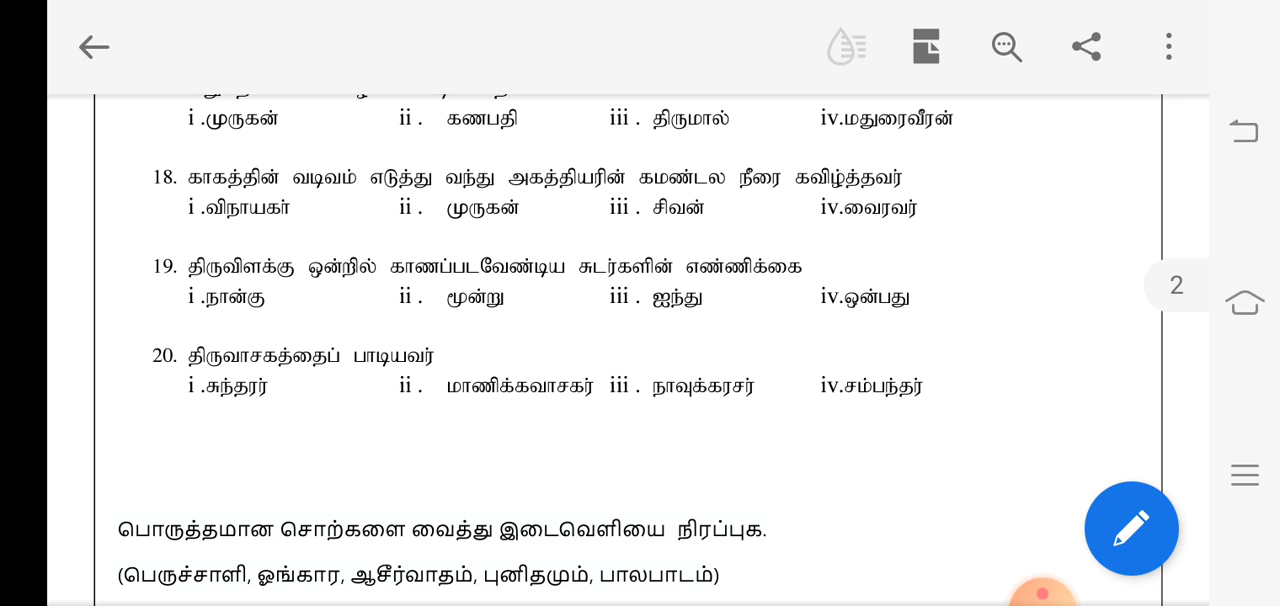 i .முருகன் ii . கணபதி iii . திருமால் iv.மதுரைவீரன்
18. காகத்தின் வடிவம் எடுத்து வந்து அகத்தியரின் கமண்டல நீரை கவிழ்த்தவர்
i .விநாயகர் ii . முருகன் iii . சிவன் iv.வைரவர்
19. திருவிளக்கு ஒன்றில் காணப்படவேண்டிய சுடர்களின் எண்ணிக்கை
i .நான்கு ii . மூன்று iii . ஐந்து iv.ஒன்பது
2
20. திருவாசகத்தைப் பாடியவர்
i .சுந்தரர் ii . மாணிக்கவாசகர் iii . நாவுக்கரசர் iv.சம்பந்தர்
பொருத்தமான சொற்களை வைத்து இடைவெளியை நிரப்புக.
(பெருச்சாளி, ஓங்கார, ஆசீர்வாதம், புனிதமும், பாலபாடம்)